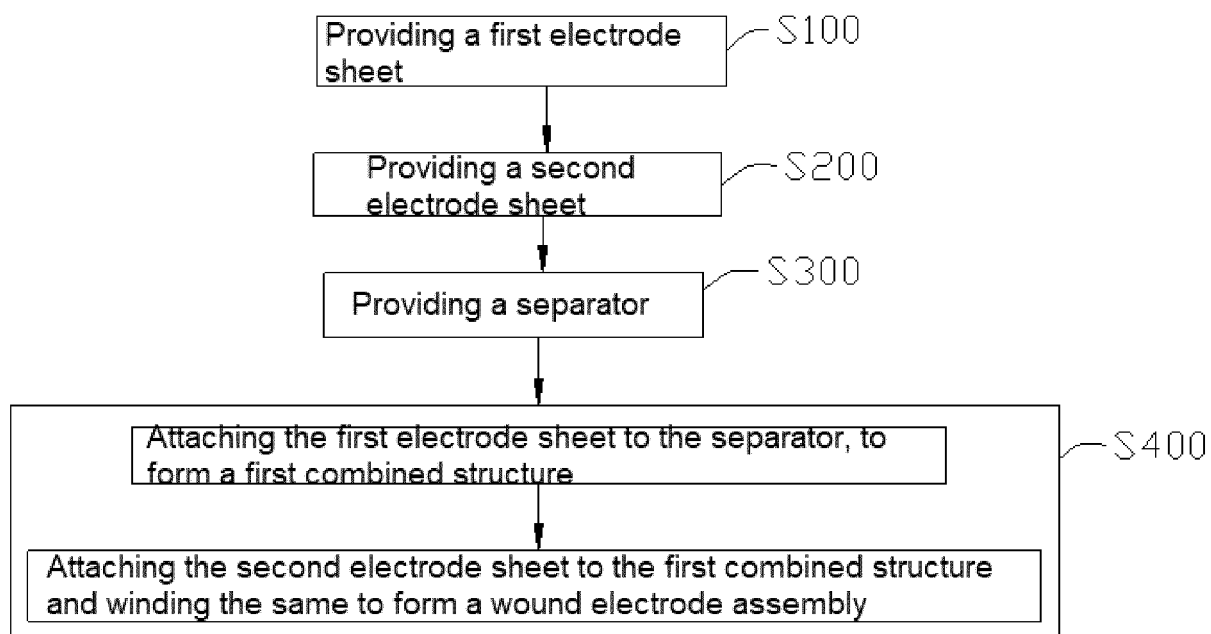 Providing a first electrode
sheet
S100
Providing a second
electrode sheet
S200
Providing a separator
S300
Attaching the first electrode sheet to the separator, to
form a first combined structure
S400
Attaching the second electrode sheet to the first combined structure
and winding the same to form a wound electrode assembly